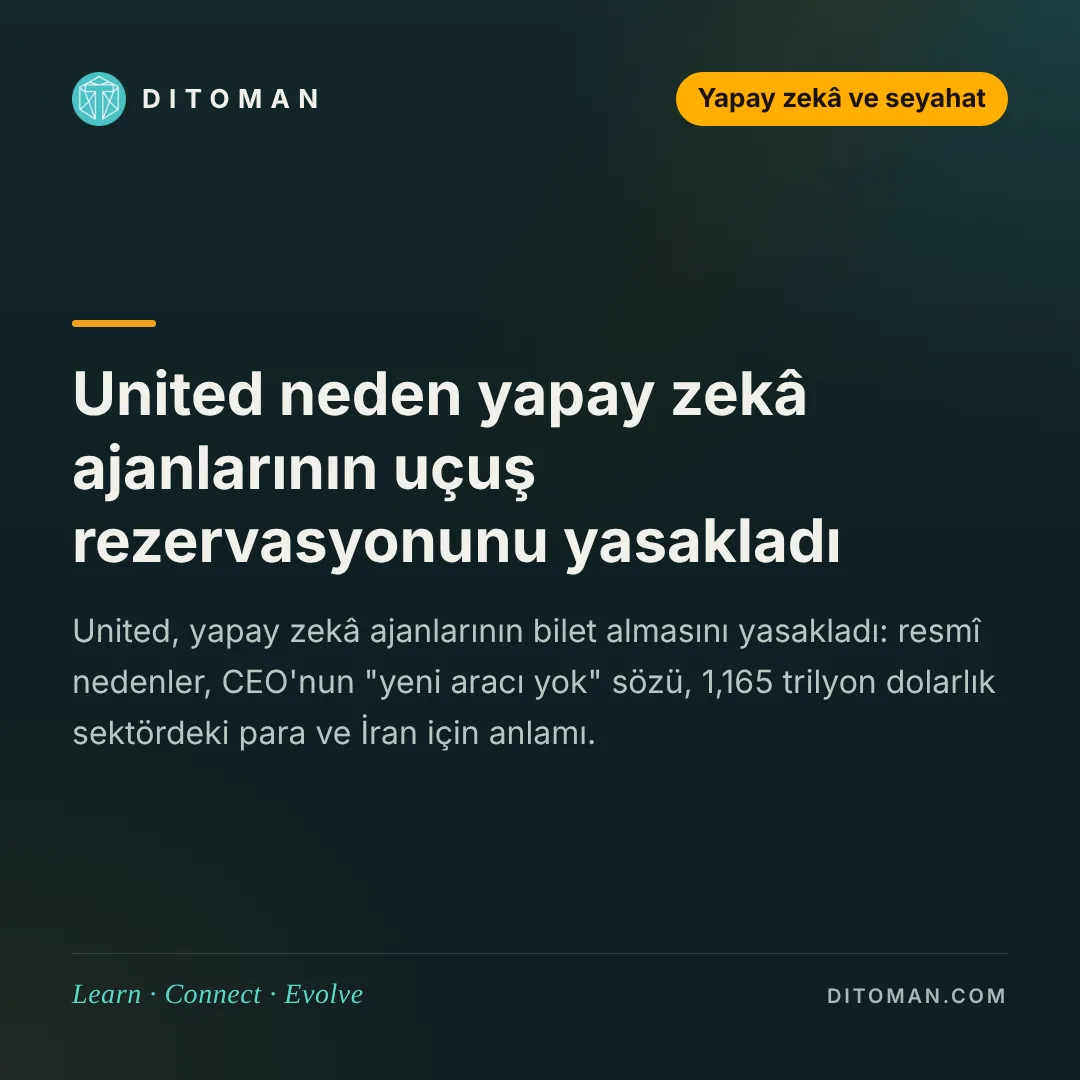 DITOMAN
Yapay zekâ ve seyahat
United neden yapay zekâ
ajanlarının uçuş
rezervasyonunu yasakladı
United, yapay zekâ ajanlarının bilet almasını yasakladı: resmî
nedenler, CEO'nun "yeni aracı yok" sözü, 1,165 trilyon dolarlık
sektördeki para ve İran için anlamı.
Learn · Connect · Evolve
DITOMAN.COM